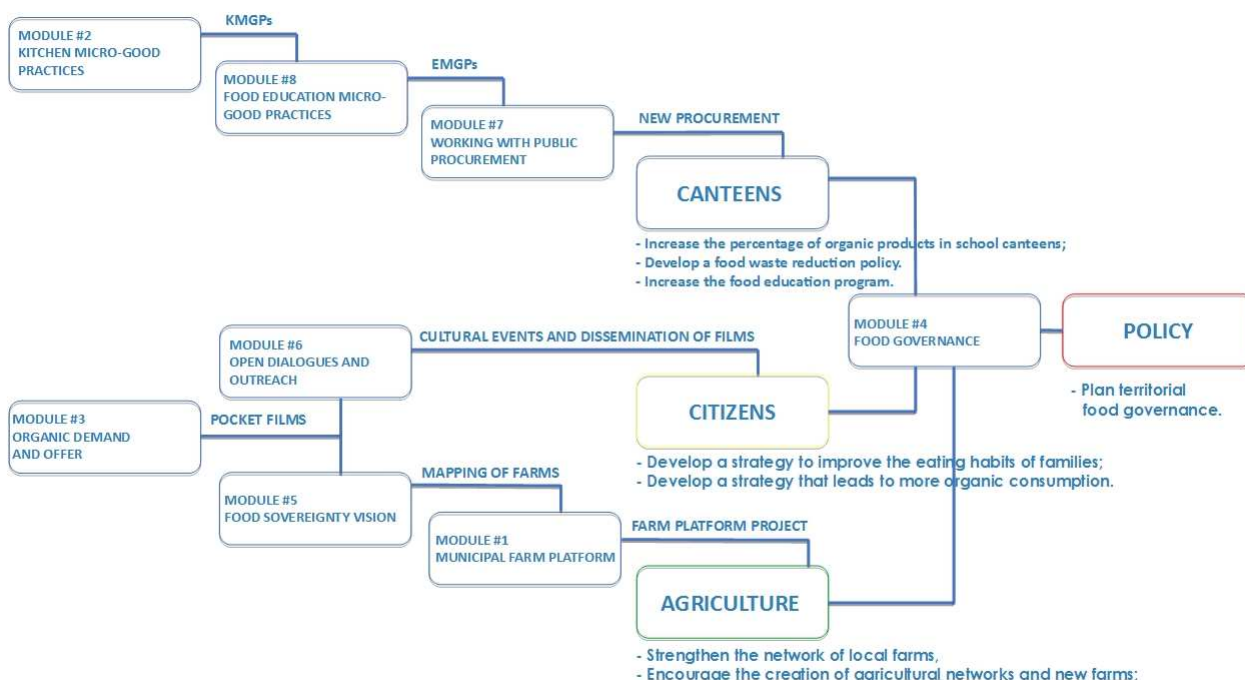 KMGPs
MODULE #2
KITCHEN MICRO-GOOD
PRACTICES
EMGPs
MODULE #8
FOOD EDUCATION MICRO-
GOOD PRACTICES
NEW PROCUREMENT
MODULE #7
WORKING WITH PUBLIC
PROCUREMENT
CANTEENS
- Increase the percentage of organic products in school canteens;
- Develop a food waste reduction policy.
- Increase the food education program.
MODULE #4
FOOD GOVERNANCE
POLICY
- Plan territorial
food governance.
MODULE #6
OPEN DIALOGUES AND
OUTREACH
CULTURAL EVENTS AND DISSEMINATION OF FILMS
CITIZENS
- Develop a strategy to improve the eating habits of families;
- Develop a strategy that leads to more organic consumption.
MODULE #3
ORGANIC DEMAND
AND OFFER
POCKET FILMS
MAPPING OF FARMS
MODULE #5
FOOD SOVEREIGNTY VISION
FARM PLATFORM PROJECT
MODULE #1
MUNICIPAL FARM PLATFORM
AGRICULTURE
- Strengthen the network of local farms,
- Encourage the creation of agricultural networks and new farms;